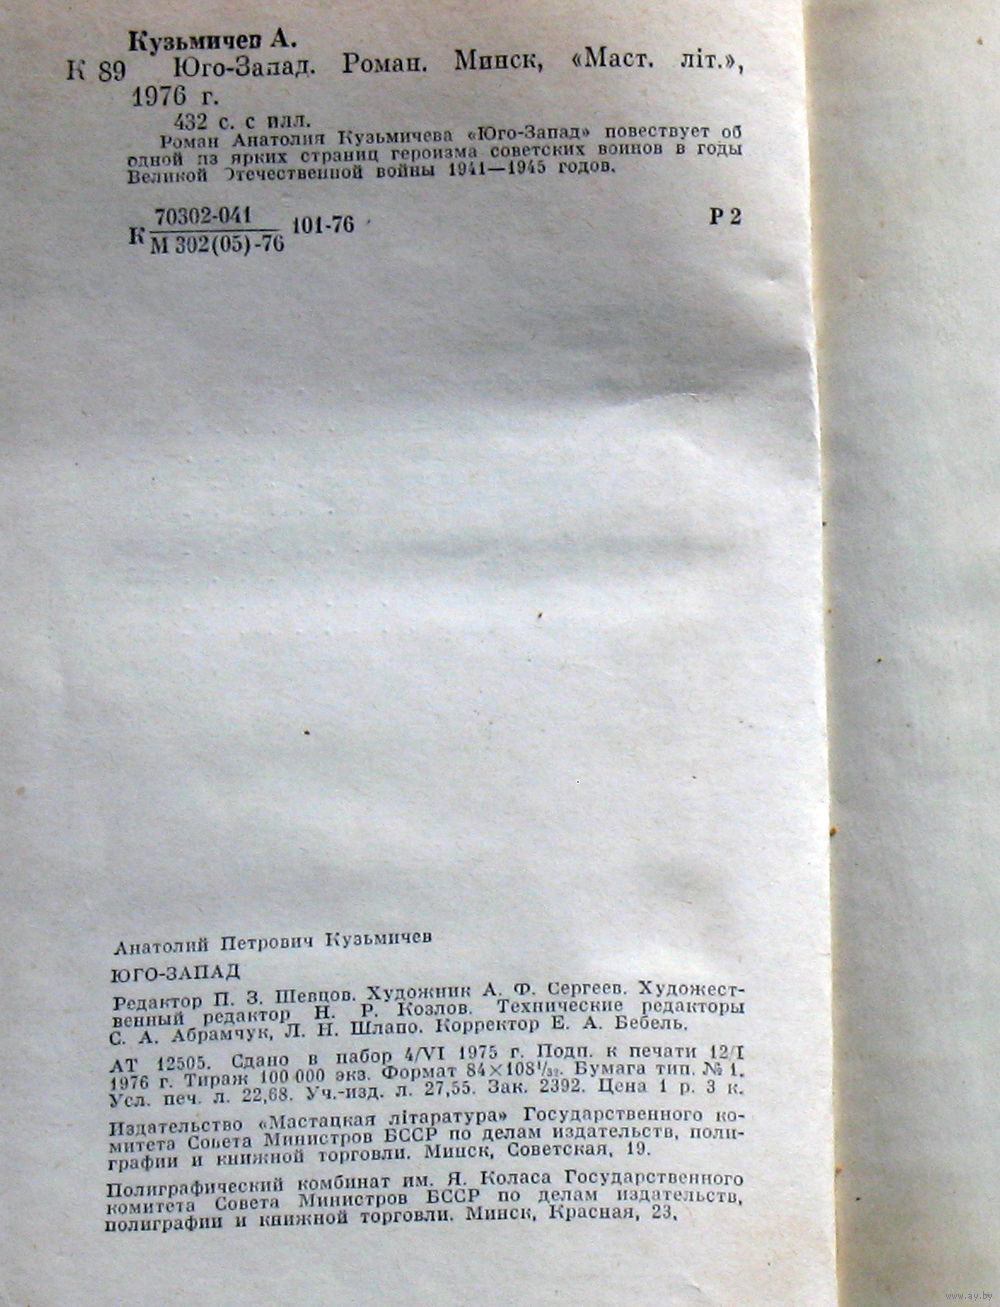 Кузьмичев А.
К 89 Юго-Запад. Роман. Минск, «Маст. літ.»,
1976 г.
432 с. с илл.
Роман Анатолия Кузьмичева «Юго-Запад» повествует об
одной из ярких страниц героизма советских воинов в годы
Великой Отечественной войны 1941—1945 годов.
К 70302-041 101-76 Р 2
М 302(05)-76
Анатолий Петрович Кузьмичев
ЮГО-ЗАПАД
Редактор П. З. Шевцов. Художник А. Ф. Сергеев. Художест-
венный редактор Н. Р. Козлов. Технические редакторы
С. А. Абрамчук, Л. Н. Шлапо. Корректор Е. А. Бебель.
АТ 12505. Сдано в набор 4/VI 1975 г. Подп. к печати 12/I
1976 г. Тираж 100 000 экз. Формат 84×108¹/₃₂. Бумага тип. № 1.
Усл. печ. л. 22,68. Уч.-изд. л. 27,55. Зак. 2392. Цена 1 р. 3 к.
Издательство «Мастацкая літаратура» Государственного ко-
митета Совета Министров БССР по делам издательств, поли-
графии и книжной торговли. Минск, Советская, 19.
Полиграфический комбинат им. Я. Коласа Государственного
комитета Совета Министров БССР по делам издательств,
полиграфии и книжной торговли. Минск, Красная, 23.
www.ay.by